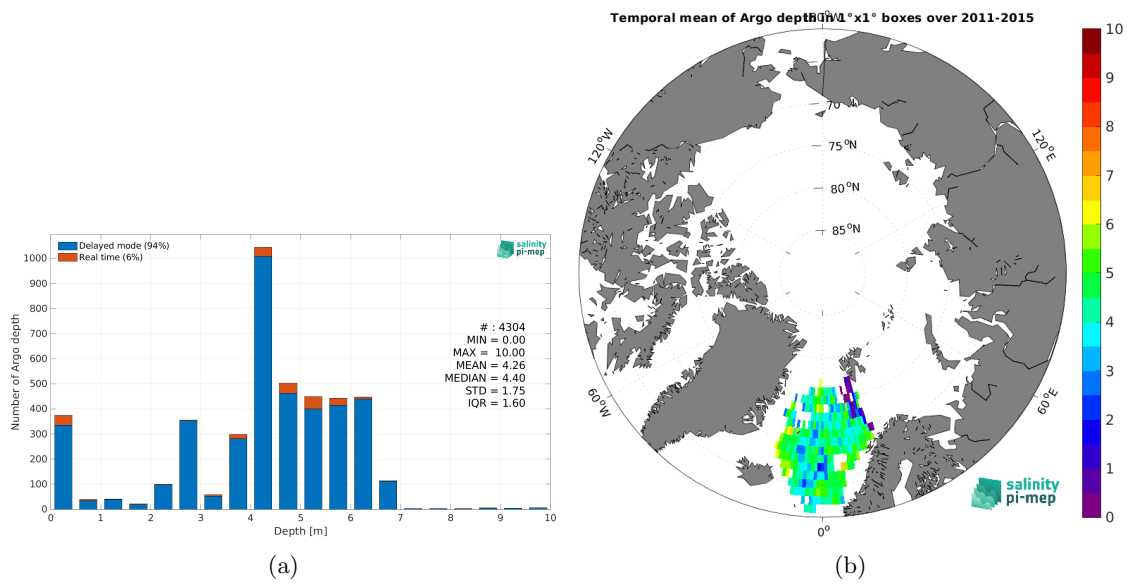 Delayed mode (94%)
Real time (6%)
salinity
pi-mep
1000
900
800
700
600
500
400
300
200
100
0
Number of Argo depth
# : 4304
MIN = 0.00
MAX = 10.00
MEAN = 4.26
MEDIAN = 4.40
STD = 1.75
IQR = 1.60
0 1 2 3 4 5 6 7 8 9 10
Depth [m]
(a)
Temporal mean of Argo depth in 1°x1° boxes over 2011-2015
120°W
120°E
75°N
80°N
85°N
60°W
60°E
0°
salinity
pi-mep
10
9
8
7
6
5
4
3
2
1
0
(b)